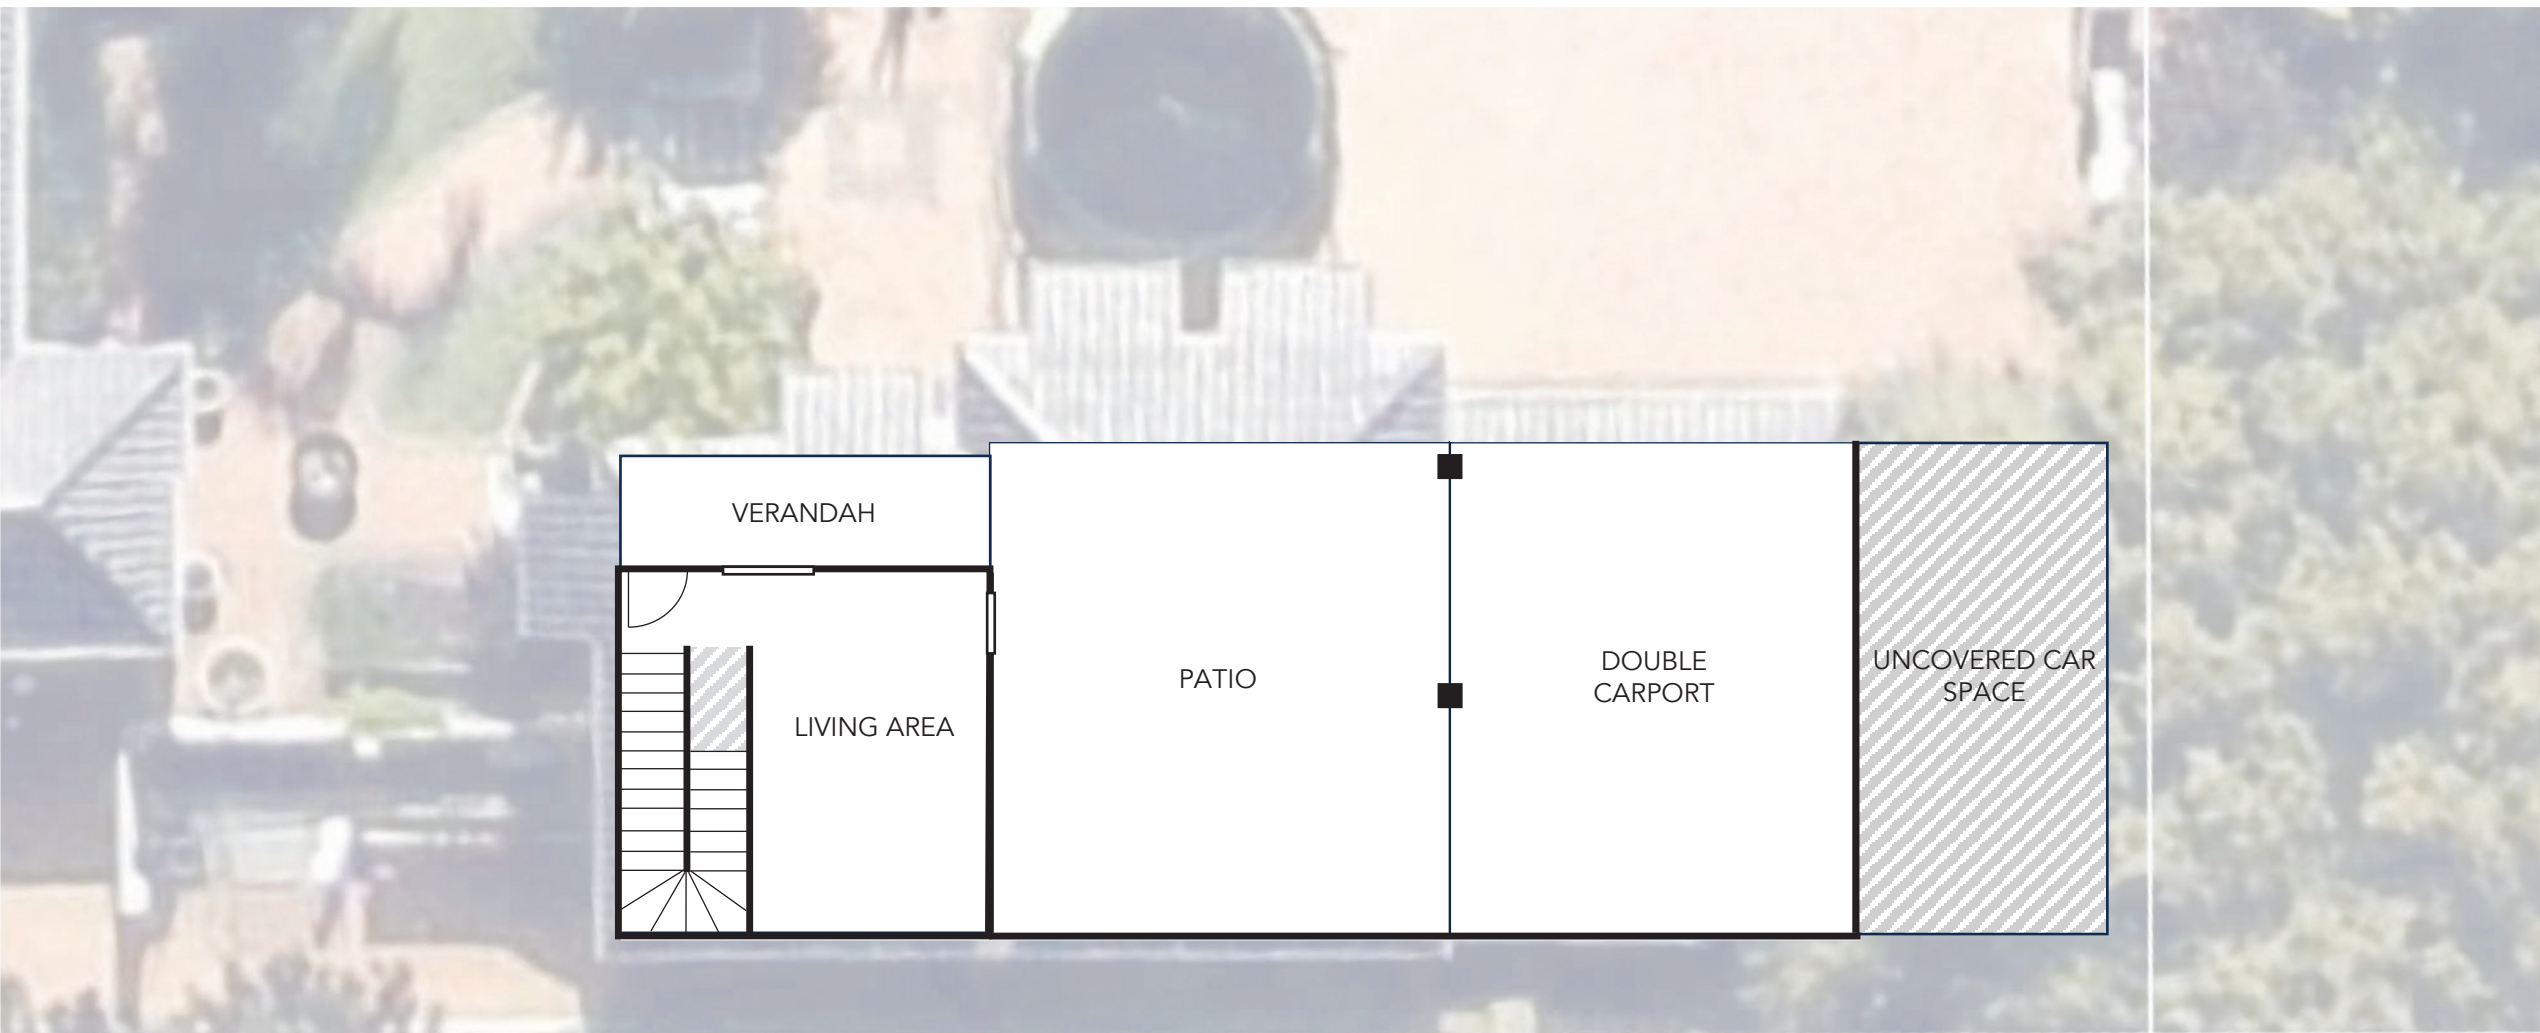 VERANDAH
LIVING AREA
PATIO
DOUBLE
CARPORT
UNCOVERED CAR
SPACE